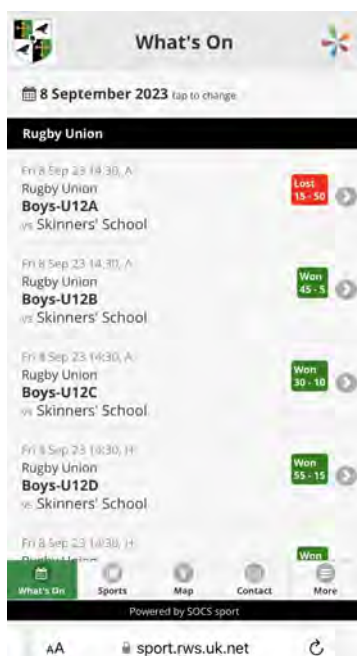 What's On
8 September 2023 tap to change
Rugby Union
Fri 8 Sep 23 14:30, A
Rugby Union
Boys-U12A
vs Skinners' School
Lost
15 - 50
Fri 8 Sep 23 14:30, A
Rugby Union
Boys-U12B
vs Skinners' School
Won
45 - 5
Fri 8 Sep 23 14:30, A
Rugby Union
Boys-U12C
vs Skinners' School
Won
30 - 10
Fri 8 Sep 23 14:30, H
Rugby Union
Boys-U12D
vs Skinners' School
Won
55 - 15
Fri 8 Sep 23 14:30, H
Rugby Union
Won
What's On
Sports
Map
Contact
More
Powered by SOCS sport
AA
sport.rws.uk.net